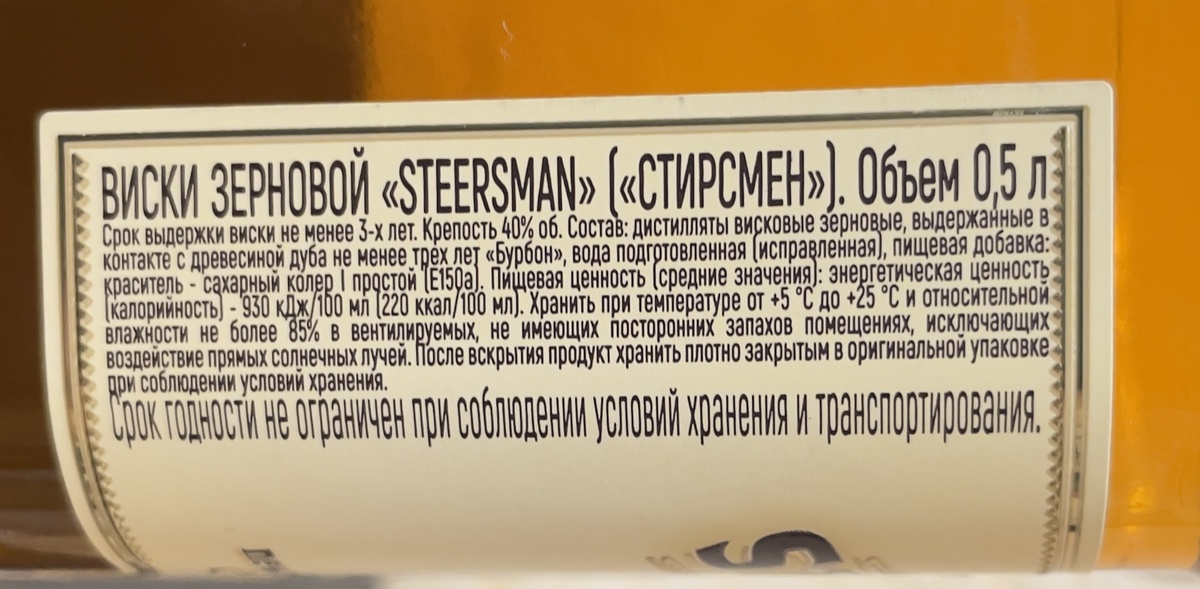 ВИСКИ ЗЕРНОВОЙ «STEERSMAN» («СТИРСМЕН»). Объем 0,5 л
Срок выдержки виски не менее 3-х лет. Крепость 40% об. Состав: дистилляты висковые зерновые, выдержанные в
контакте с древесиной дуба не менее трех лет «Бурбон», вода подготовленная (исправленная), пищевая добавка:
краситель - сахарный колер I простой (Е150а). Пищевая ценность (средние значения): энергетическая ценность
(калорийность) - 930 кДж/100 мл (220 ккал/100 мл). Хранить при температуре от +5 °С до +25 °С и относительной
влажности не более 85% в вентилируемых, не имеющих посторонних запахов помещениях, исключающих
воздействие прямых солнечных лучей. После вскрытия продукт хранить плотно закрытым в оригинальной упаковке
при соблюдении условий хранения.
Срок годности не ограничен при соблюдении условий хранения и транспортирования.